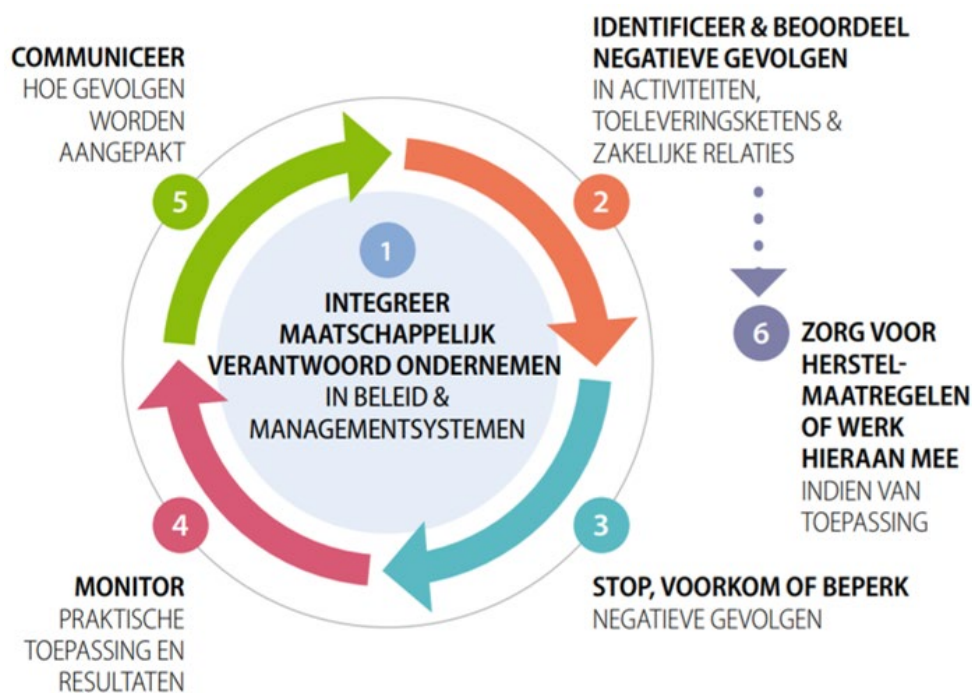 1
INTEGREER
MAATSCHAPPELIJK
VERANTWOORD ONDERNEMEN
IN BELEID &
MANAGEMENTSYSTEMEN
2
IDENTIFICEER & BEOORDEEL
NEGATIEVE GEVOLGEN
IN ACTIVITEITEN,
TOELEVERINGSKETENS &
ZAKELIJKE RELATIES
3
STOP, VOORKOM OF BEPERK
NEGATIEVE GEVOLGEN
4
MONITOR
PRAKTISCHE
TOEPASSING EN
RESULTATEN
5
COMMUNICEER
HOE GEVOLGEN
WORDEN
AANGEPAKT
6
ZORG VOOR
HERSTEL-
MAATREGELEN
OF WERK
HIERAAN MEE
INDIEN VAN
TOEPASSING